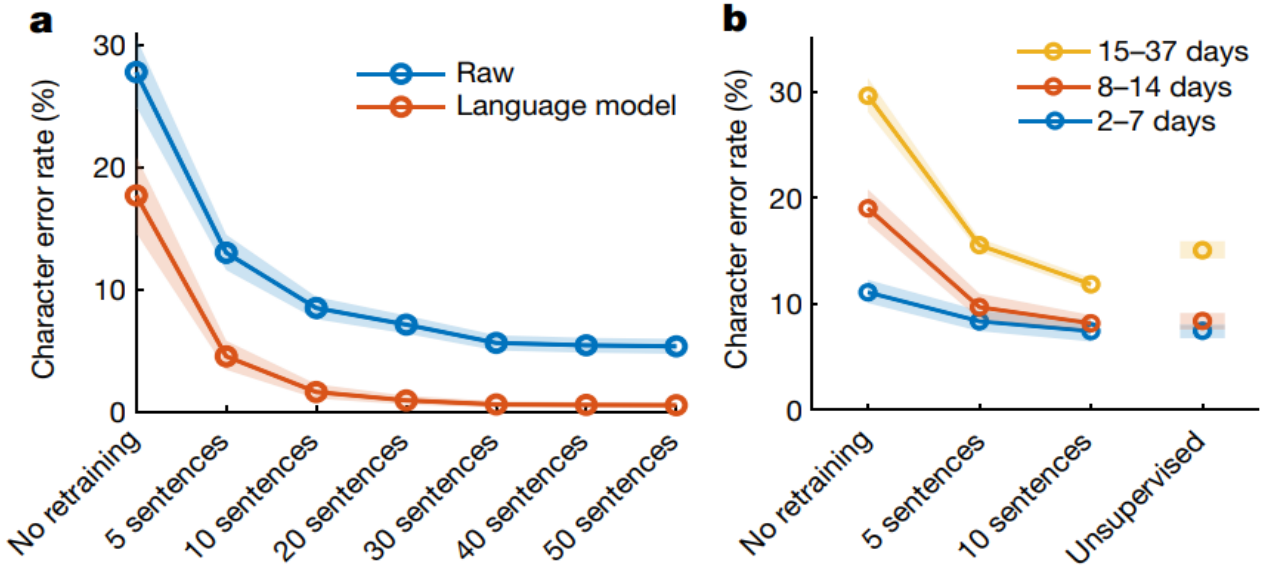 a
Character error rate (%)
30
20
10
0
Raw
Language model
No retraining
5 sentences
10 sentences
20 sentences
30 sentences
40 sentences
50 sentences
b
Character error rate (%)
30
20
10
0
15–37 days
8–14 days
2–7 days
No retraining
5 sentences
10 sentences
Unsupervised